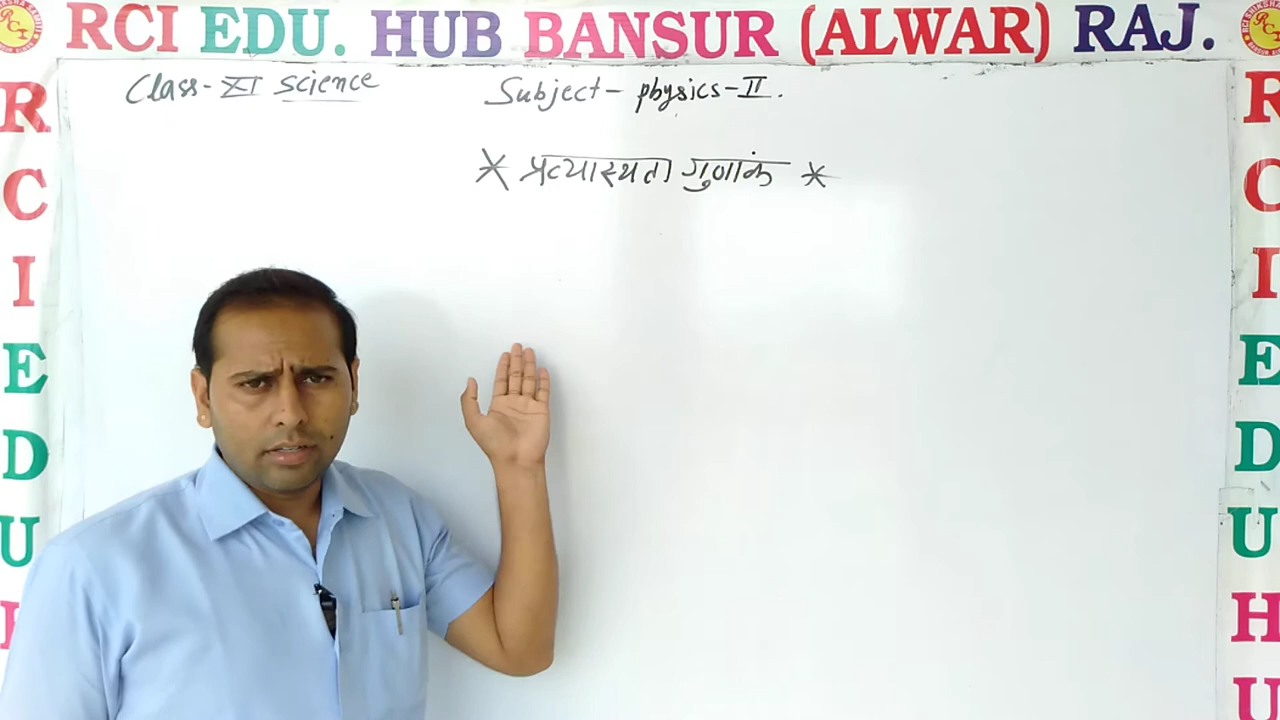 RCI EDU. HUB BANSUR (ALWAR) RAJ.
Class-XI science
Subject- physics-II.
* प्रत्यास्थता गुणांक *
R
C
I
E
D
U
H
R
C
I
E
D
U
H
U